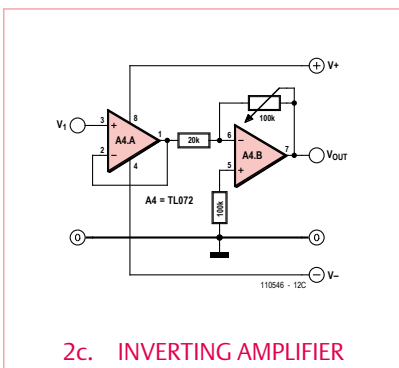 V+
8
V1
3
+
A4.A
1
2
−
4
20k
100k
6
−
A4.B
7
VOUT
5
+
A4 = TL072
100k
0
0
V−
110546 - 12C
2c. INVERTING AMPLIFIER